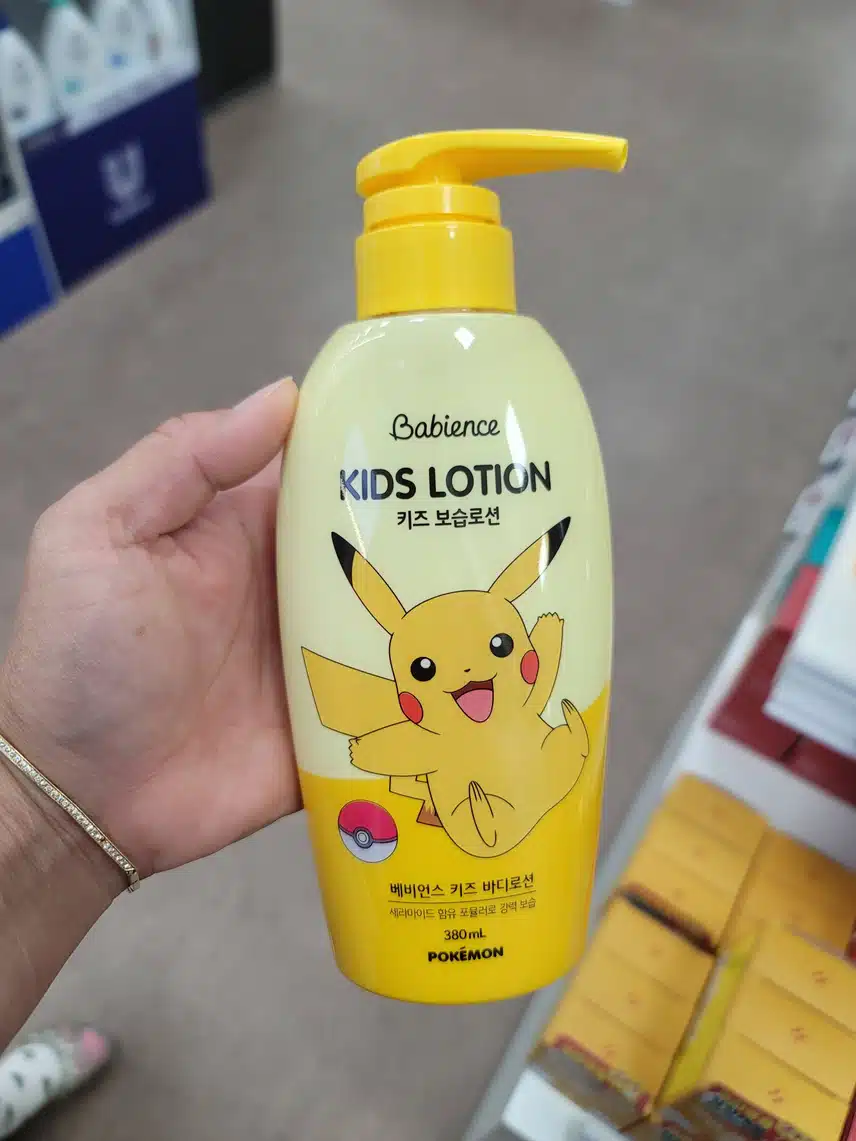 Babience
KIDS LOTION
키즈 보습로션
베비언스 키즈 바디로션
세라마이드 함유 포뮬러로 강력 보습
380mL
POKÉMON